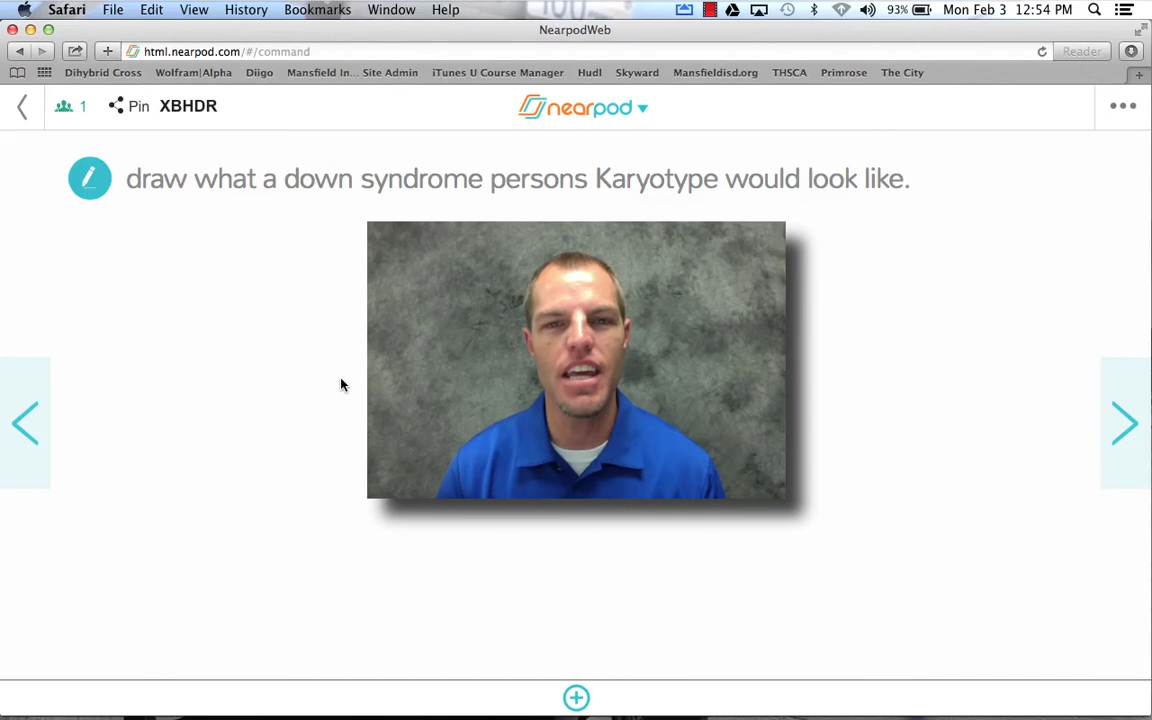 Safari File Edit View History Bookmarks Window Help 93% Mon Feb 3 12:54 PM
NearpodWeb
html.nearpod.com/#/command Reader
Dihybrid Cross Wolfram|Alpha Diigo Mansfield In... Site Admin iTunes U Course Manager Hudl Skyward Mansfieldisd.org THSCA Primrose The City
1 Pin XBHDR nearpod
draw what a down syndrome persons Karyotype would look like.